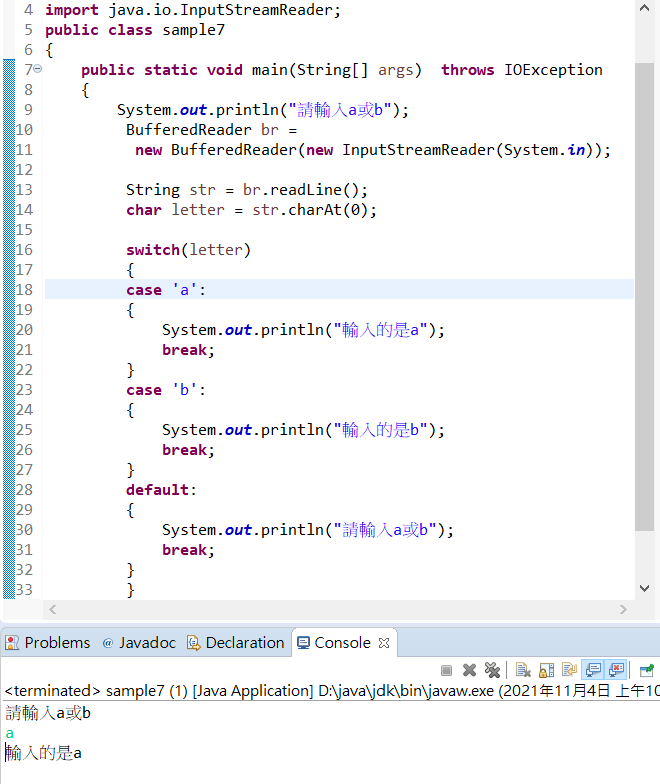 4 import java.io.InputStreamReader;
5 public class sample7
6 {
7 public static void main(String[] args)  throws IOException
8 {
9 System.out.println("請輸入a或b");
10 BufferedReader br =
11 new BufferedReader(new InputStreamReader(System.in));
12
13 String str = br.readLine();
14 char letter = str.charAt(0);
15
16 switch(letter)
17 {
18 case 'a':
19 {
20 System.out.println("輸入的是a");
21 break;
22 }
23 case 'b':
24 {
25 System.out.println("輸入的是b");
26 break;
27 }
28 default:
29 {
30 System.out.println("請輸入a或b");
31 break;
32 }
33 }
Problems @ Javadoc Declaration Console
<terminated> sample7 (1) [Java Application] D:\java\jdk\bin\javaw.exe (2021年11月4日 上午10
請輸入a或b
a
輸入的是a